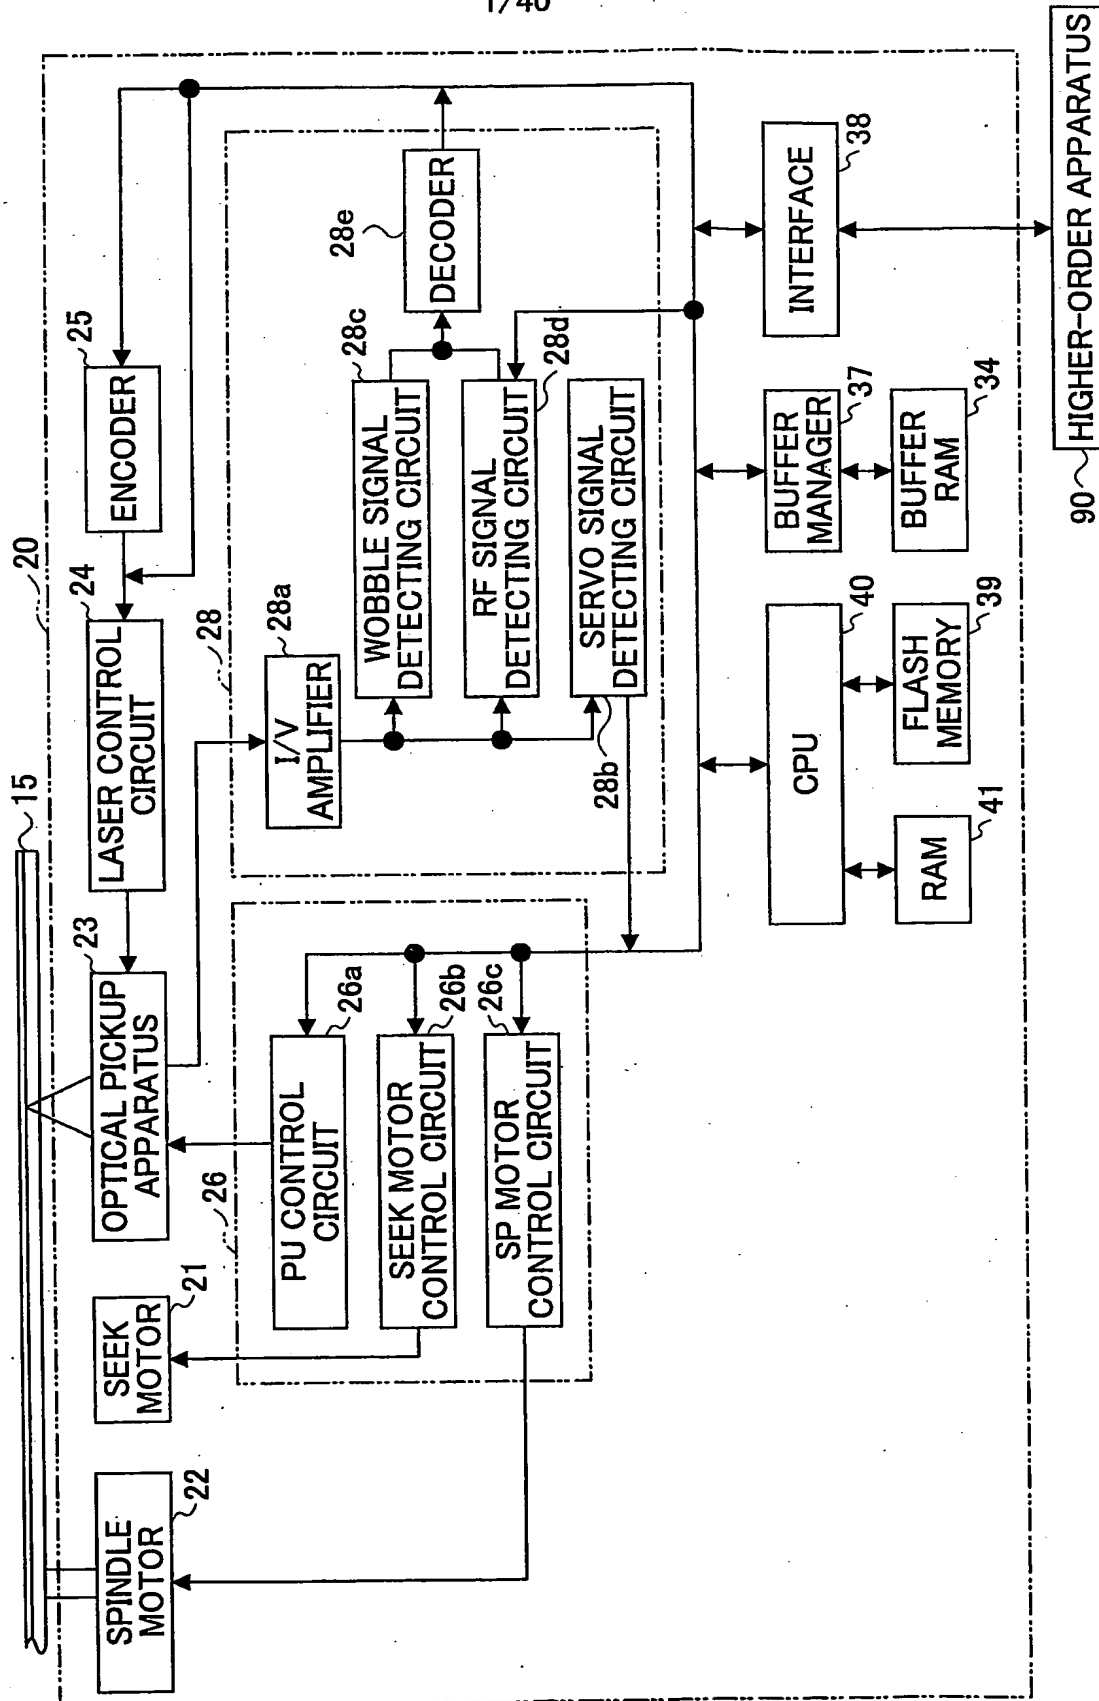 1/40
15
20
SPINDLE
MOTOR
22
SEEK
MOTOR
21
OPTICAL PICKUP
APPARATUS
23
LASER CONTROL
CIRCUIT
24
ENCODER
25
26
PU CONTROL
CIRCUIT
26a
SEEK MOTOR
CONTROL CIRCUIT
26b
SP MOTOR
CONTROL CIRCUIT
26c
28
I/V
AMPLIFIER
28a
WOBBLE SIGNAL
DETECTING CIRCUIT
28c
RF SIGNAL
DETECTING CIRCUIT
28d
SERVO SIGNAL
DETECTING CIRCUIT
28b
DECODER
28e
CPU
40
RAM
41
FLASH
MEMORY
39
BUFFER
MANAGER
37
BUFFER
RAM
34
INTERFACE
38
90
HIGHER-ORDER APPARATUS